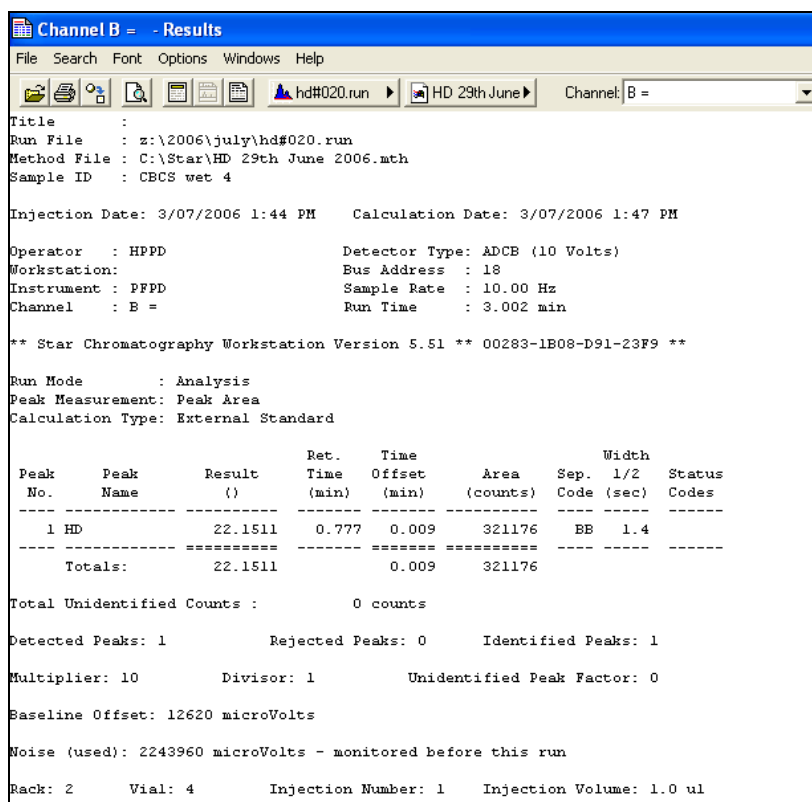 Channel B =   - Results
File  Search  Font  Options  Windows  Help
hd#020.run  HD 29th June  Channel: B =
Title        :
Run File     : z:\2006\july\hd#020.run
Method File : C:\Star\HD 29th June 2006.mth
Sample ID    : CBCS wet 4
Injection Date: 3/07/2006 1:44 PM    Calculation Date: 3/07/2006 1:47 PM
Operator    : HPPD                   Detector Type: ADCB (10 Volts)
Workstation:                         Bus Address  : 18
Instrument : PFPD                    Sample Rate  : 10.00 Hz
Channel     : B =                    Run Time     : 3.002 min
** Star Chromatography Workstation Version 5.51 ** 00283-1B08-D91-23F9 **
Run Mode         : Analysis
Peak Measurement: Peak Area
Calculation Type: External Standard
                                 Ret.    Time                      Width
 Peak     Peak       Result      Time   Offset     Area     Sep.   1/2    Status
  No.     Name         ()       (min)    (min)   (counts)   Code  (sec)   Codes
---- ------------ ---------- ------- ------- ---------- ---- ----- ------
   1 HD              22.1511    0.777   0.009     321176    BB   1.4
---- ------------ ========== ------- ======= ========== ---- ----- ------
     Totals:         22.1511            0.009     321176
Total Unidentified Counts :          0 counts
Detected Peaks: 1          Rejected Peaks: 0      Identified Peaks: 1
Multiplier: 10         Divisor: 1         Unidentified Peak Factor: 0
Baseline Offset: 12620 microVolts
Noise (used): 2243960 microVolts - monitored before this run
Rack: 2      Vial: 4       Injection Number: 1    Injection Volume: 1.0 ul